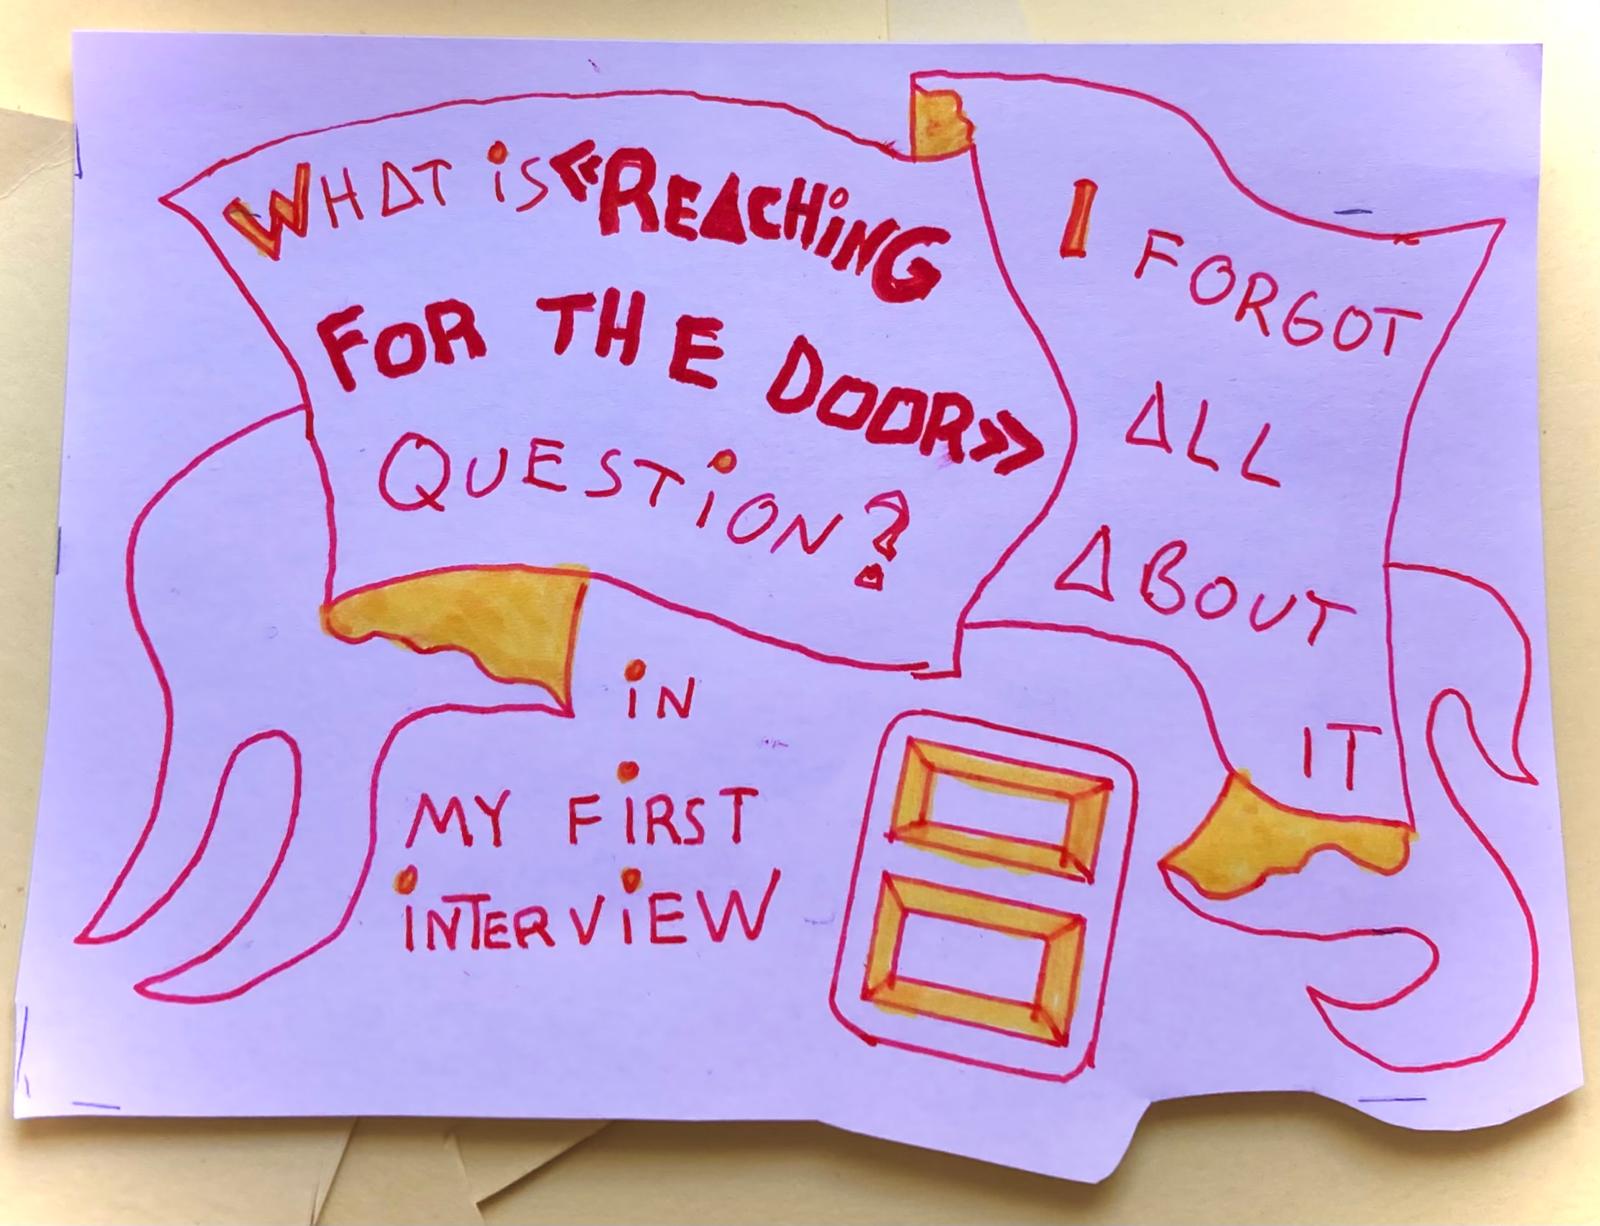 WHAT iS «REACHiNG
FOR THE DOOR»
QUESTiON?
I FORGOT
ALL
ABOUT
IT
iN
MY FiRST
iNTERViEW